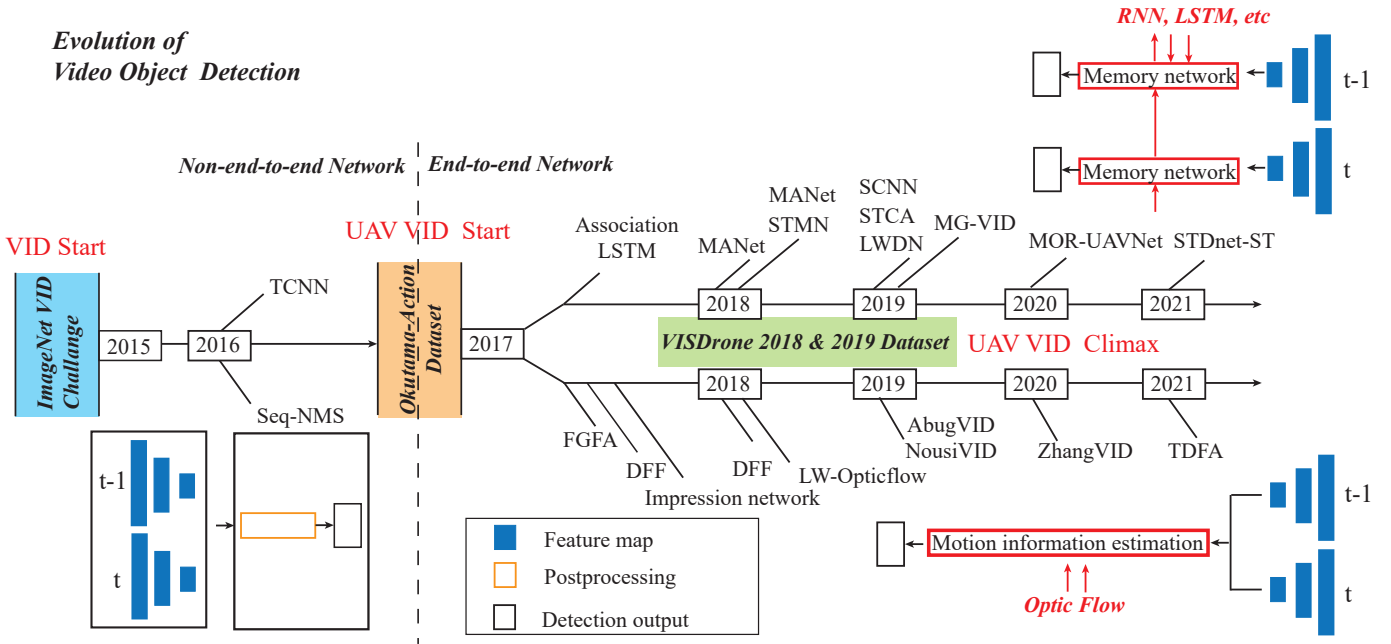 Evolution of
Video Object Detection
Non-end-to-end Network
End-to-end Network
VID Start
UAV VID Start
ImageNet VID
Challange
2015
2016
TCNN
Seq-NMS
Okutama-Action
Dataset
2017
Association
LSTM
MANet
MANet
STMN
2018
SCNN
STCA
LWDN
MG-VID
2019
MOR-UAVNet
2020
STDnet-ST
2021
VISDrone 2018 & 2019 Dataset
UAV VID Climax
FGFA
DFF
Impression network
2018
DFF
LW-Opticflow
2019
AbugVID
NousiVID
2020
ZhangVID
2021
TDFA
RNN, LSTM, etc
Memory network
t-1
Memory network
t
t-1
t
Feature map
Postprocessing
Detection output
Motion information estimation
Optic Flow
t-1
t